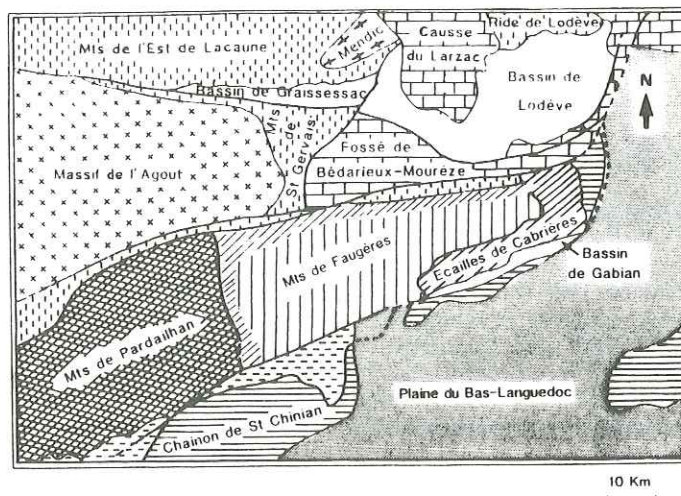 Mts de l'Est de Lacaune
Mendic
Causse
du Larzac
Ride de Lodève
Bassin de
Lodève
N
Bassin de Graissessac
Mts
de
St Gervais
Fossé de
Bédarieux-Mourèze
Massif de l'Agout
Mts de Faugères
Ecailles de Cabrières
Bassin
de Gabian
Mts de Pardailhan
Plaine du Bas-Languedoc
Chainon de St Chinian
10 Km